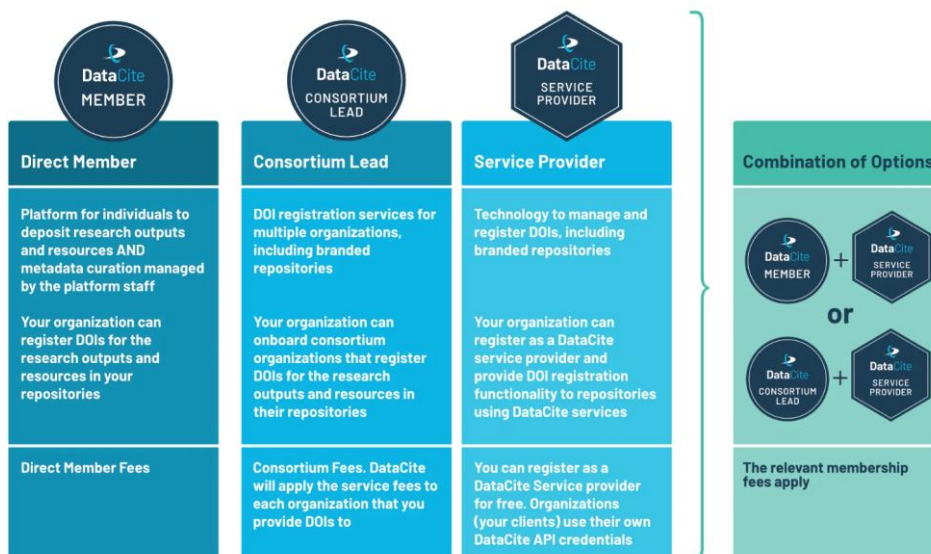 DataCite
MEMBER
DataCite
CONSORTIUM
LEAD
DataCite
SERVICE
PROVIDER
Direct Member
Platform for individuals to
deposit research outputs
and resources AND
metadata curation managed
by the platform staff
Your organization can
register DOIs for the
research outputs and
resources in your
repositories
Direct Member Fees
Consortium Lead
DOI registration services for
multiple organizations,
including branded
repositories
Your organization can
onboard consortium
organizations that register
DOIs for the research
outputs and resources in
their repositories
Consortium Fees. DataCite
will apply the service fees to
each organization that you
provide DOIs to
Service Provider
Technology to manage and
register DOIs, including
branded repositories
Your organization can
register as a DataCite
service provider and
provide DOI registration
functionality to repositories
using DataCite services
You can register as a
DataCite Service provider
for free. Organizations
(your clients) use their own
DataCite API credentials
Combination of Options
DataCite
MEMBER
+
DataCite
SERVICE
PROVIDER
or
DataCite
CONSORTIUM
LEAD
+
DataCite
SERVICE
PROVIDER
The relevant membership
fees apply